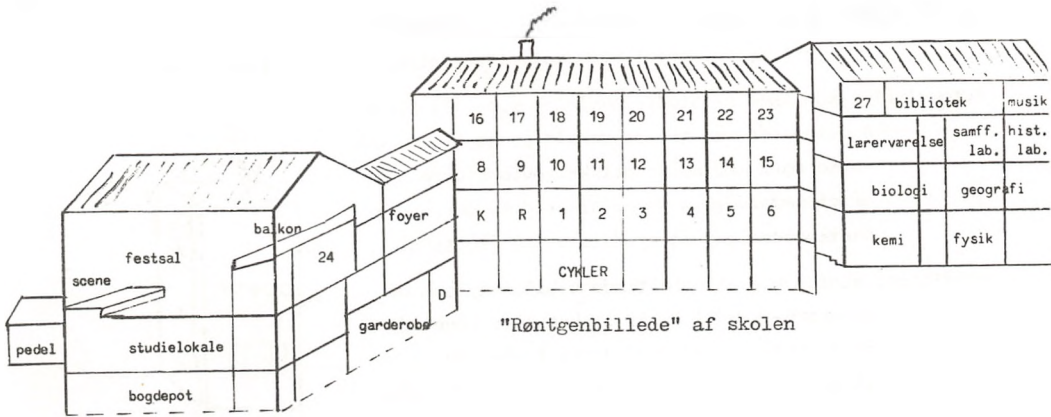 16 17 18 19 20 21 22 23
8 9 10 11 12 13 14 15
K R 1 2 3 4 5 6
CYKLER
27 bibliotek musik
lærerværelse samff. lab. hist. lab.
biologi geografi
kemi fysik
balkon foyer
festsal 24
scene
D
garderobe
pedel studielokale
bogdepot
"Røntgenbillede" af skolen